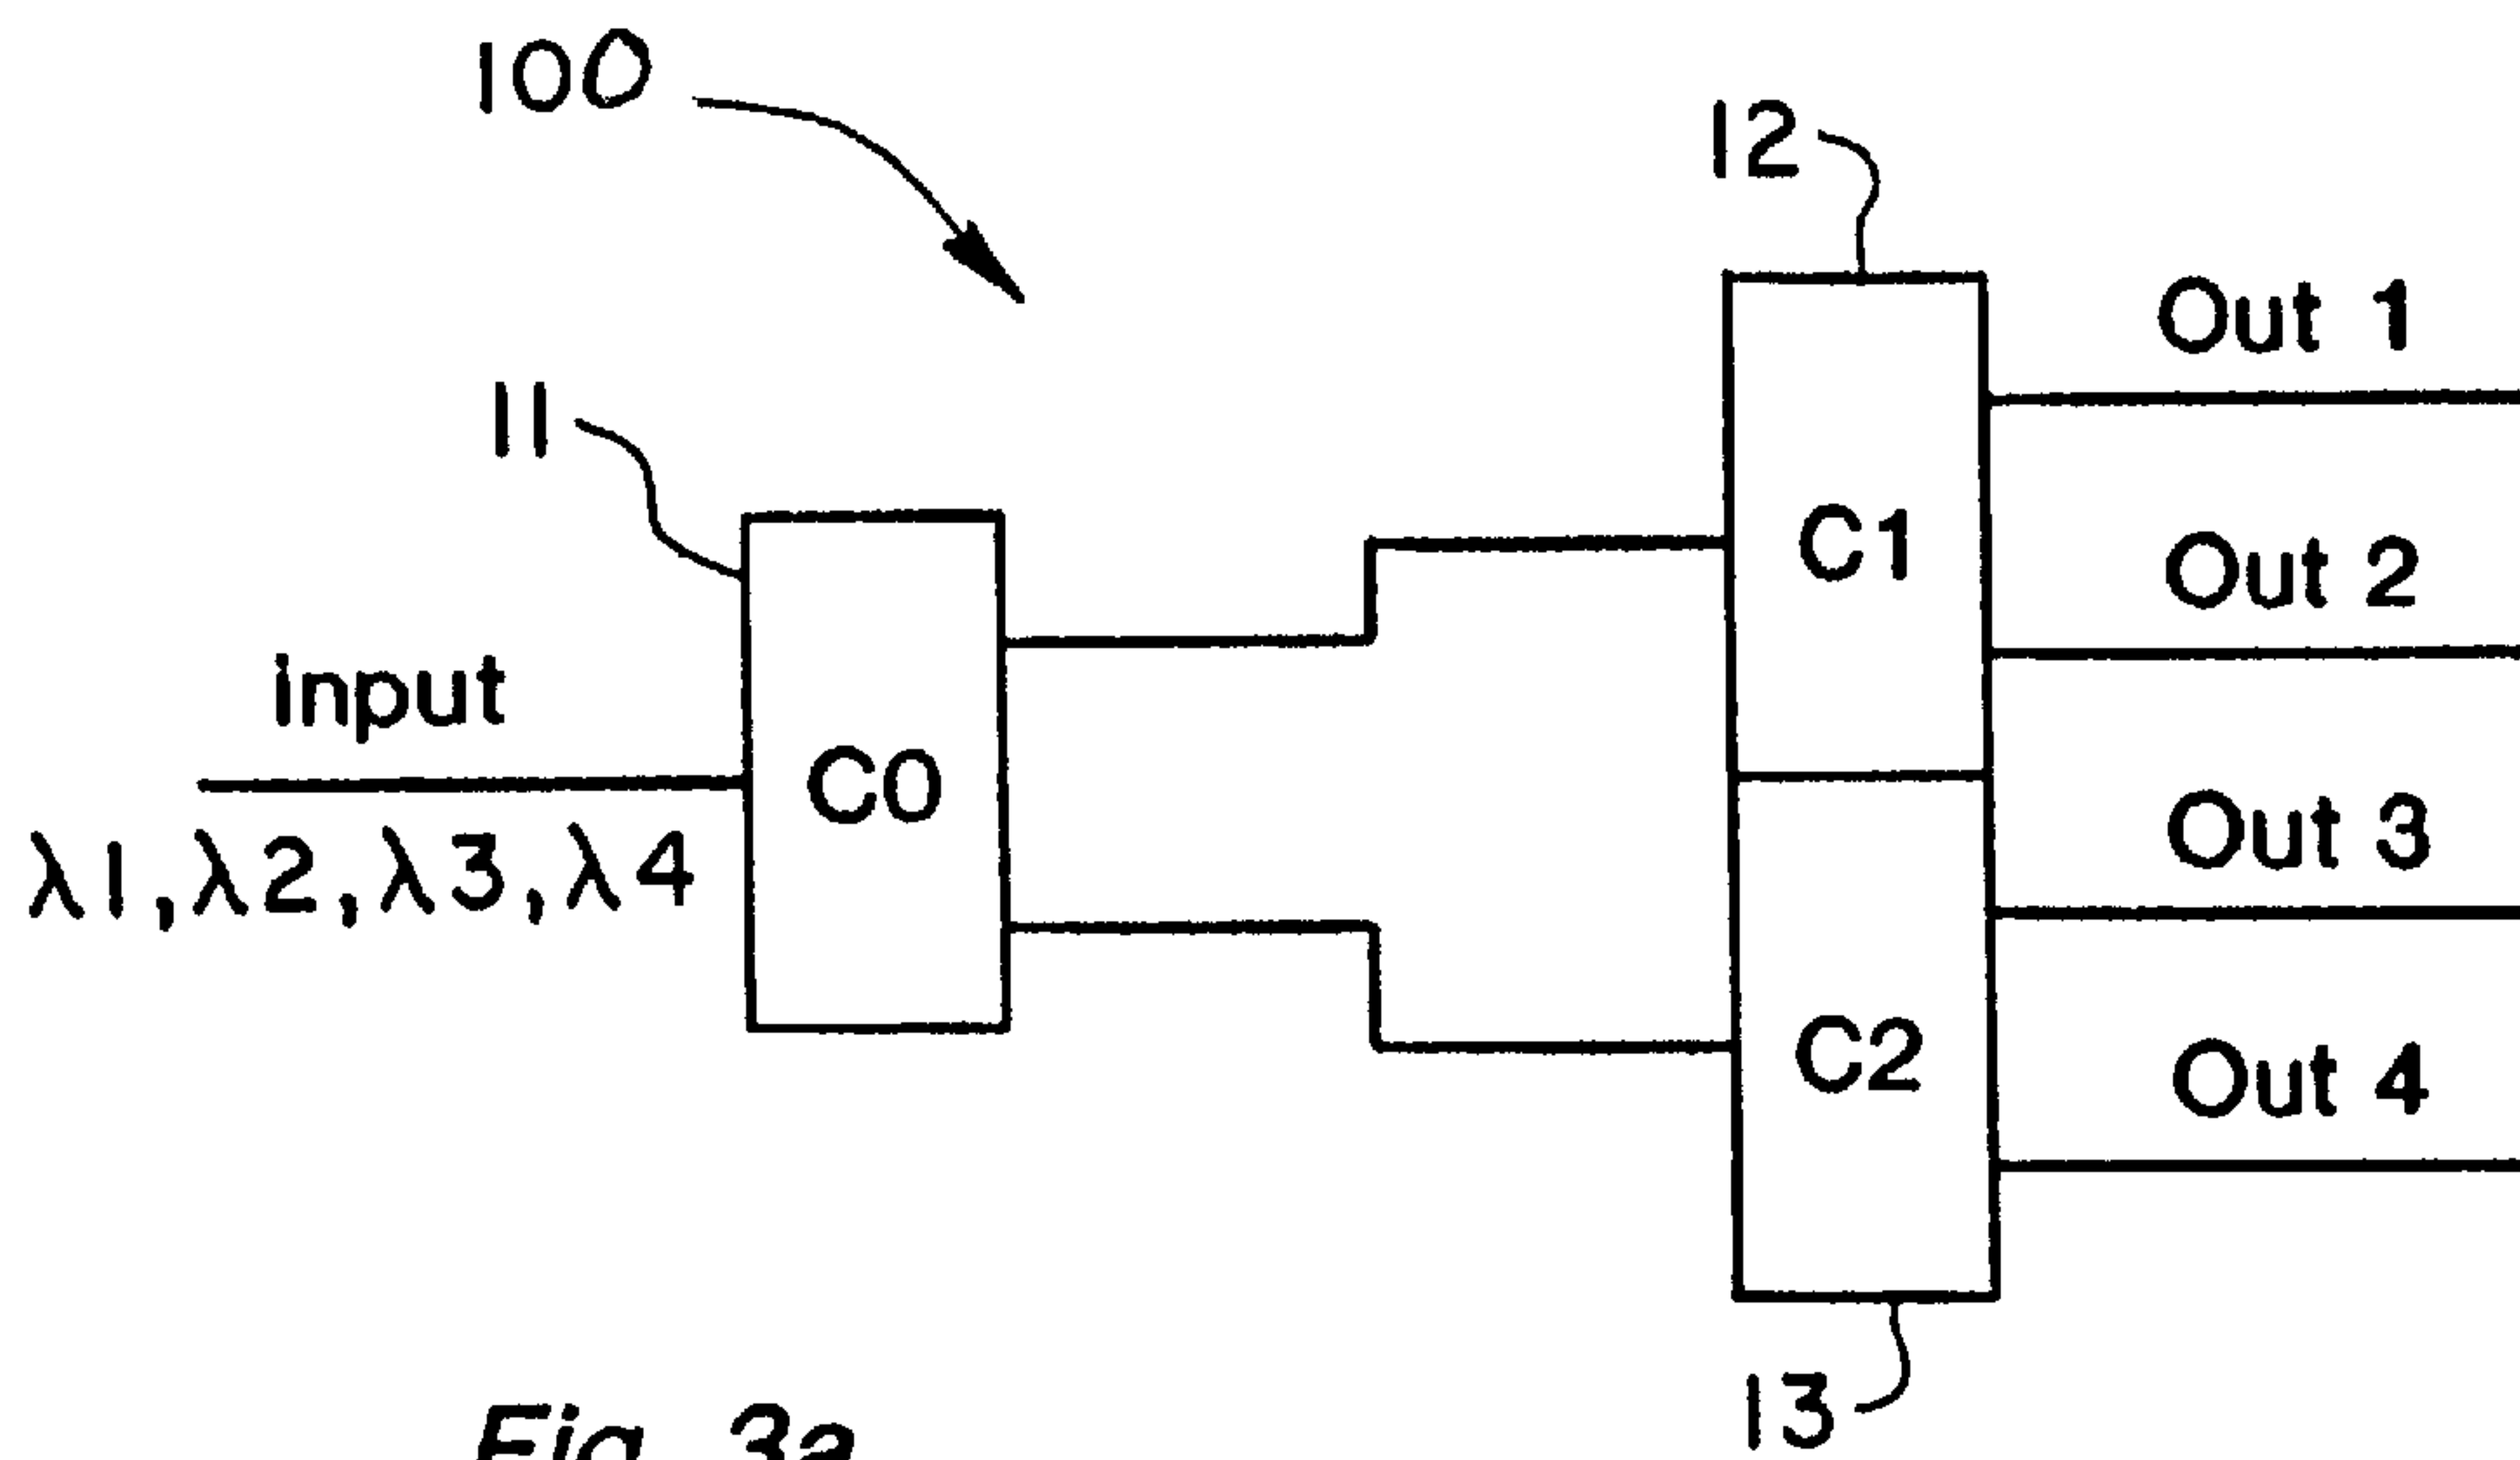 100
12
Out 1
11
C1
Out 2
input
C0
λ1,λ2,λ3,λ4
Out 3
C2
Out 4
13